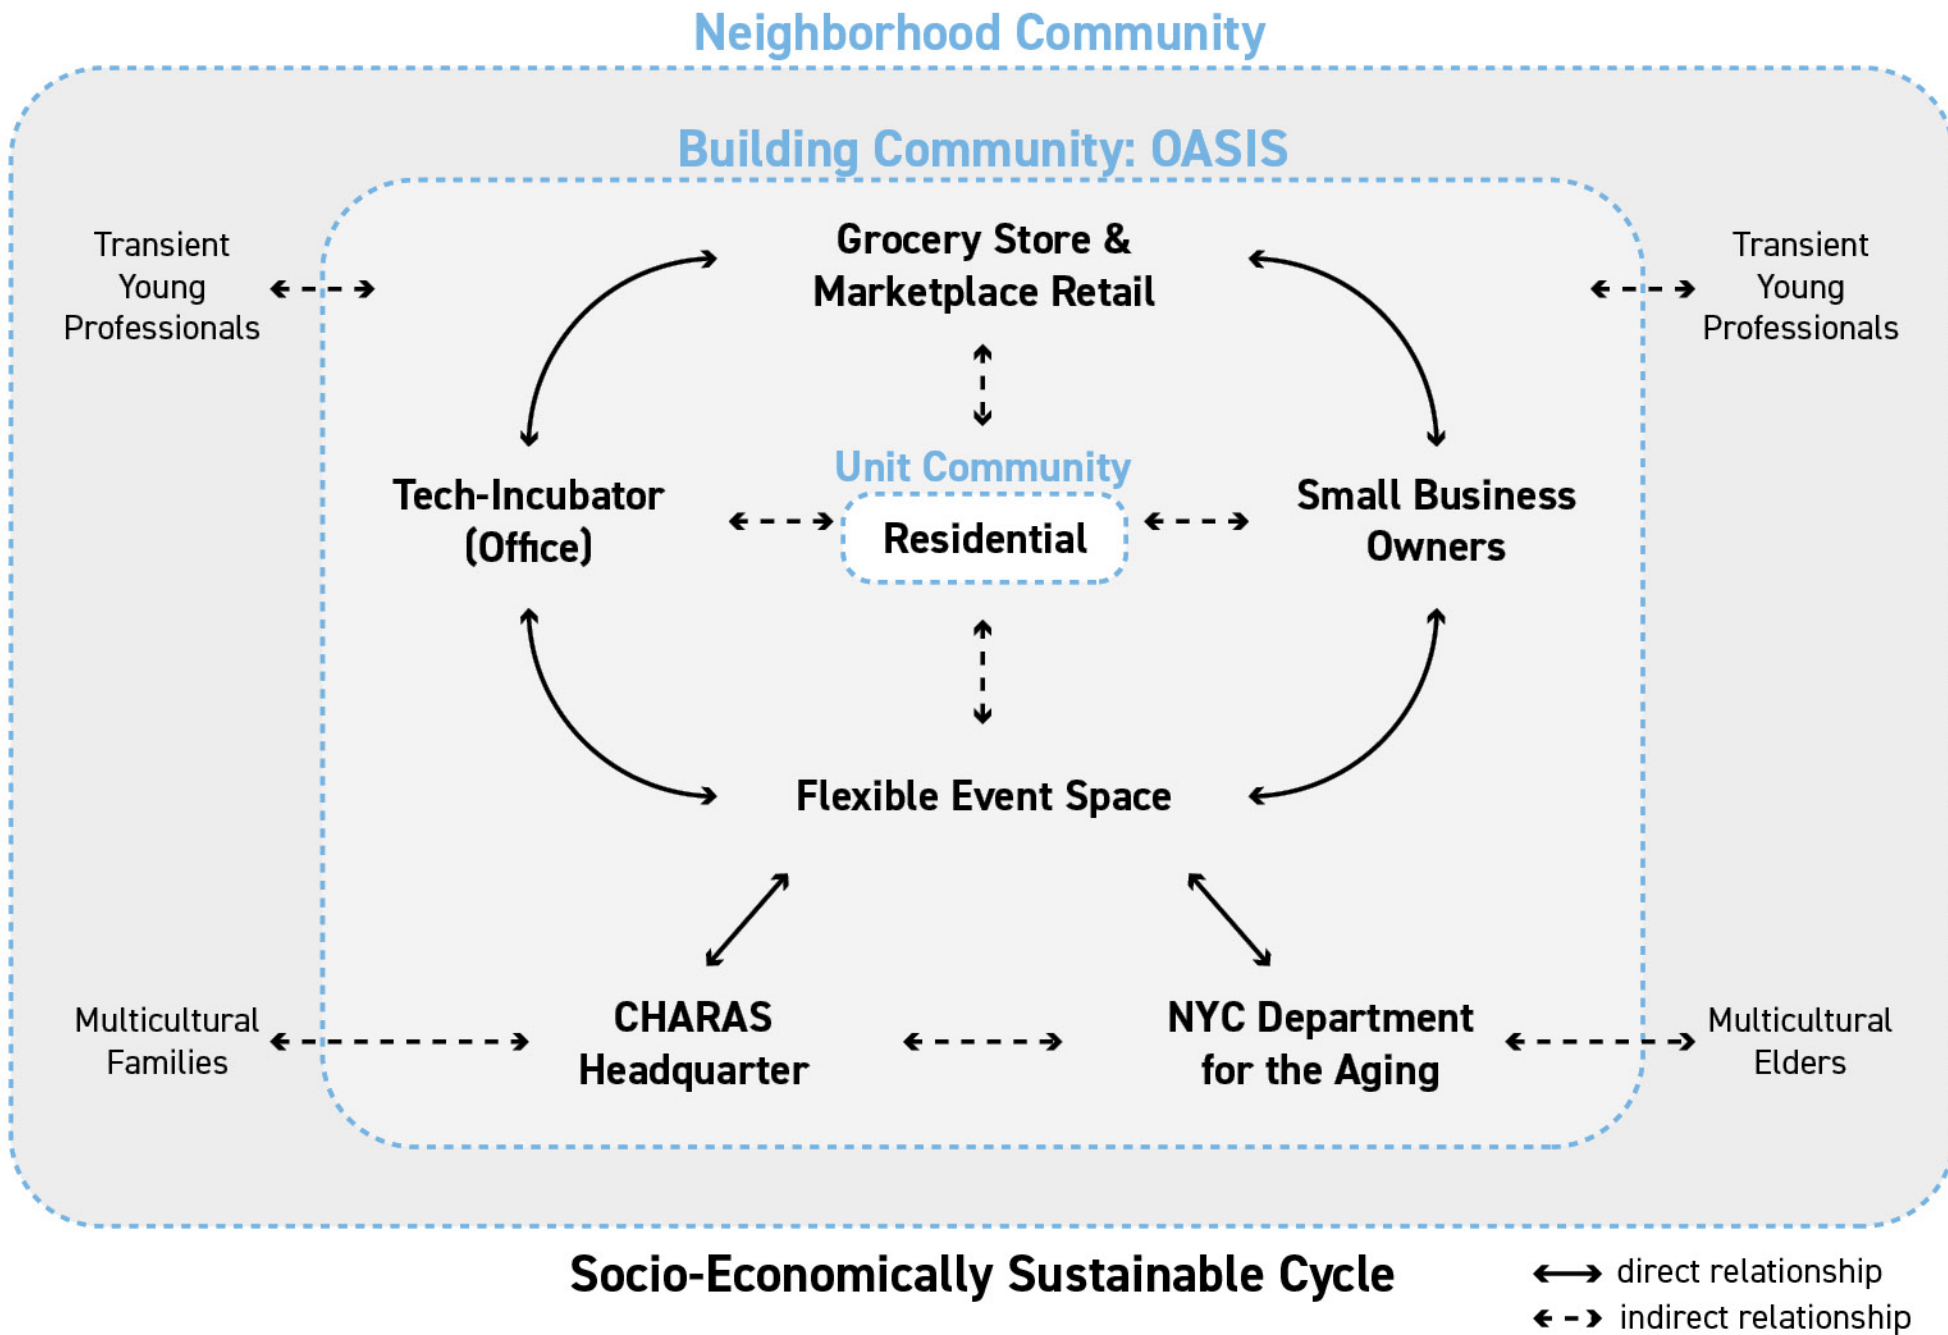 Neighborhood Community
Building Community: OASIS
Transient
Young
Professionals
Grocery Store &
Marketplace Retail
Transient
Young
Professionals
Unit Community
Tech-Incubator
(Office)
Residential
Small Business
Owners
Flexible Event Space
Multicultural
Families
CHARAS
Headquarter
NYC Department
for the Aging
Multicultural
Elders
Socio-Economically Sustainable Cycle
direct relationship
indirect relationship